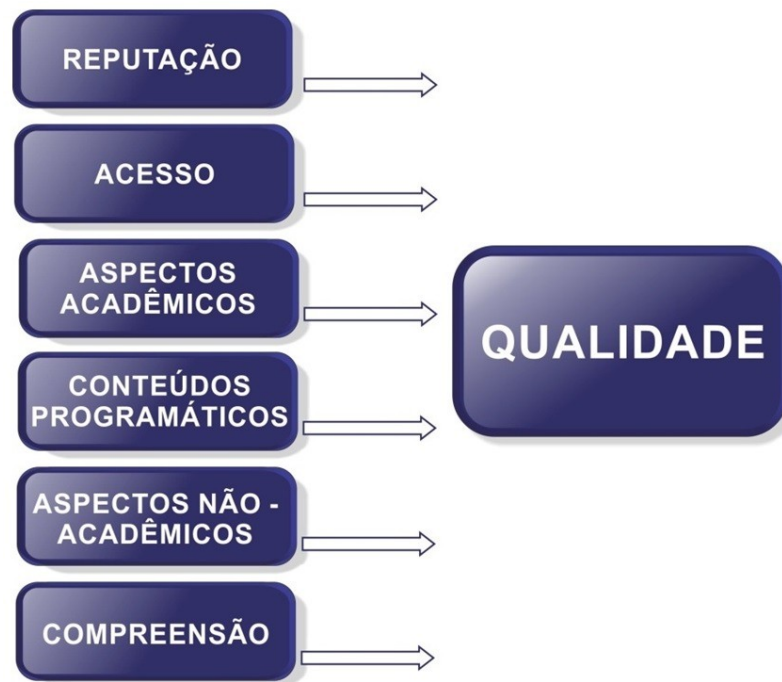 REPUTAÇÃO
ACESSO
ASPECTOS
ACADÊMICOS
CONTEÚDOS
PROGRAMÁTICOS
ASPECTOS NÃO -
ACADÊMICOS
COMPREENSÃO
QUALIDADE